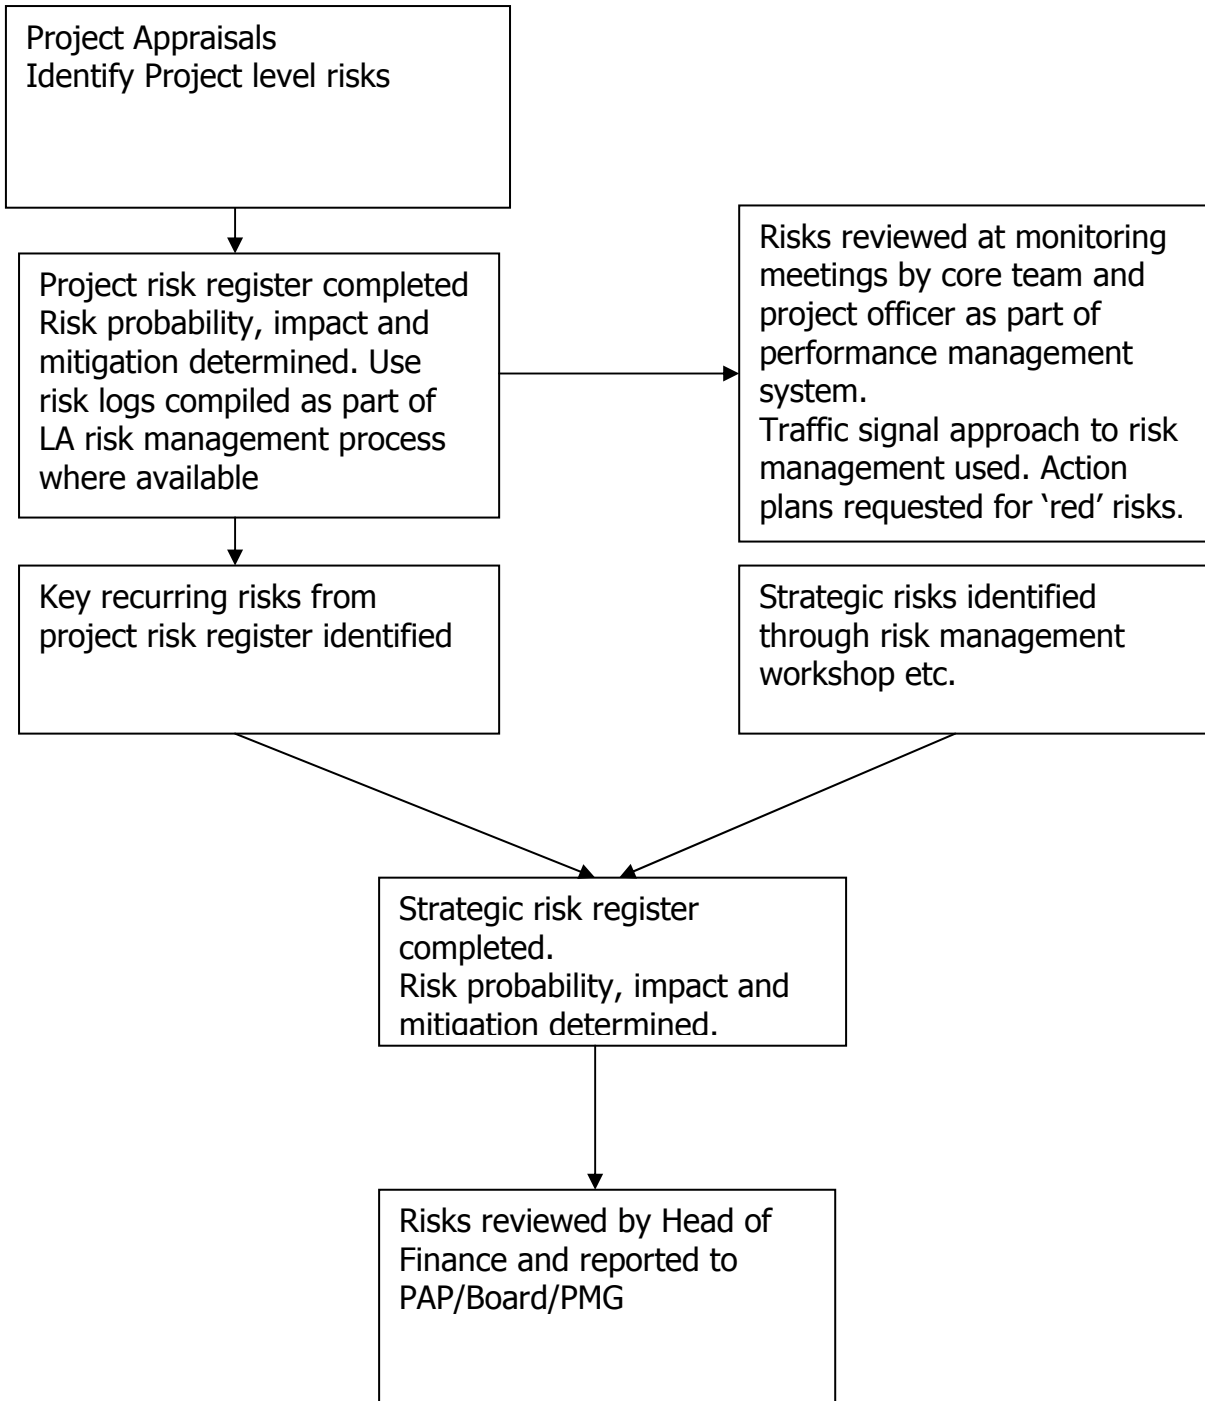 Project Appraisals
Identify Project level risks
Project risk register completed
Risk probability, impact and
mitigation determined. Use
risk logs compiled as part of
LA risk management process
where available
Risks reviewed at monitoring
meetings by core team and
project officer as part of
performance management
system.
Traffic signal approach to risk
management used. Action
plans requested for ‘red’ risks.
Key recurring risks from
project risk register identified
Strategic risks identified
through risk management
workshop etc.
Strategic risk register
completed.
Risk probability, impact and
mitigation determined.
Risks reviewed by Head of
Finance and reported to
PAP/Board/PMG